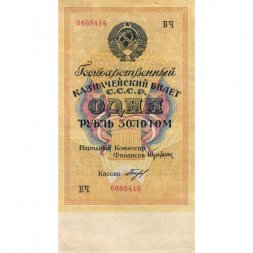 0688416 ВЧ
Государственный
КАЗНАЧЕЙСКИЙ БИЛЕТ
С.С.С.Р.
ОДИН
РУБЛЬ ЗОЛОТОМ
Народный Комиссар
Финансов
Кассир
ВЧ 0688416